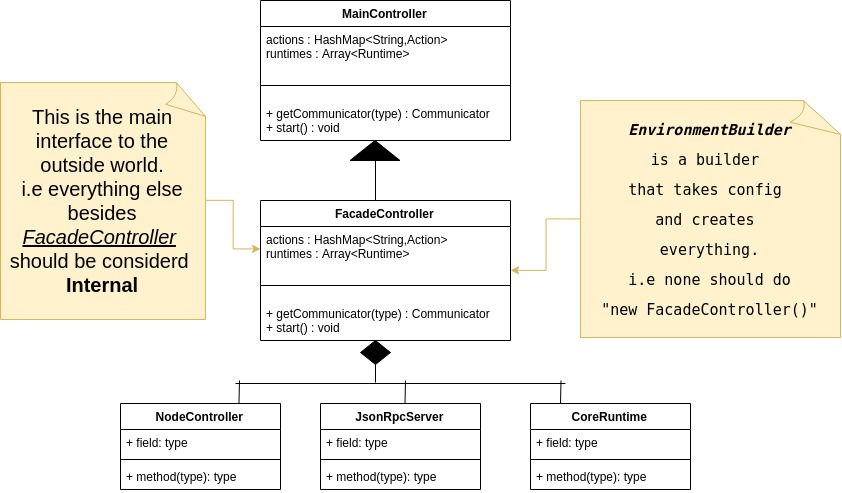 MainController
actions : HashMap<String,Action>
runtimes : Array<Runtime>
+ getCommunicator(type) : Communicator
+ start() : void
This is the main
interface to the
outside world.
i.e everything else
besides
FacadeController
should be considerd
Internal
FacadeController
actions : HashMap<String,Action>
runtimes : Array<Runtime>
+ getCommunicator(type) : Communicator
+ start() : void
EnvironmentBuilder
is a builder
that takes config
and creates
everything.
i.e none should do
"new FacadeController()"
NodeController
+ field: type
+ method(type): type
JsonRpcServer
+ field: type
+ method(type): type
CoreRuntime
+ field: type
+ method(type): type